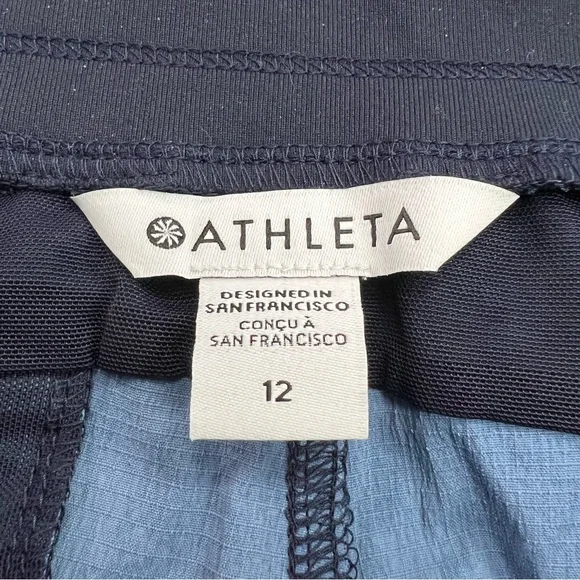 ATHLETA
DESIGNED IN
SAN FRANCISCO
CONÇU À
SAN FRANCISCO
12